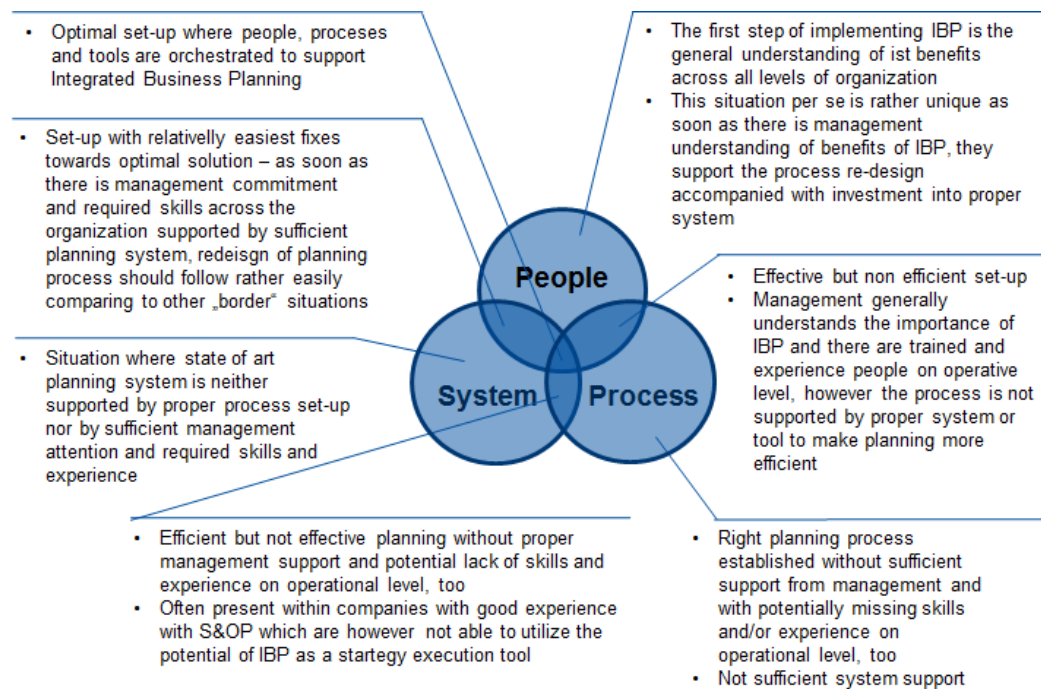 • Optimal set-up where people, proceses
and tools are orchestrated to support
Integrated Business Planning
• The first step of implementing IBP is the
general understanding of ist benefits
across all levels of organization
• This situation per se is rather unique as
soon as there is management
understanding of benefits of IBP, they
support the process re-design
accompanied with investment into proper
system
• Set-up with relativelly easiest fixes
towards optimal solution – as soon as
there is management commitment
and required skills across the
organization supported by sufficient
planning system, redeisgn of planning
process should follow rather easily
comparing to other „border“ situations
People
System
Process
• Effective but non efficient set-up
• Management generally
understands the importance of
IBP and there are trained and
experience people on operative
level, however the process is not
supported by proper system or
tool to make planning more
efficient
• Situation where state of art
planning system is neither
supported by proper process set-up
nor by sufficient management
attention and required skills and
experience
• Efficient but not effective planning without proper
management support and potential lack of skills and
experience on operational level, too
• Often present within companies with good experience
with S&OP which are however not able to utilize the
potential of IBP as a startegy execution tool
• Right planning process
established without sufficient
support from management and
with potentially missing skills
and/or experience on
operational level, too
• Not sufficient system support